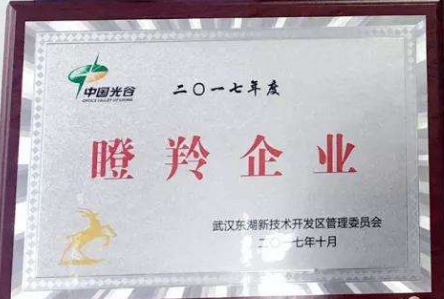 中国光谷
OPTICS VALLEY OF CHINA
二〇一七年度
瞪羚企业
武汉东湖新技术开发区管理委员会
二〇一七年十月